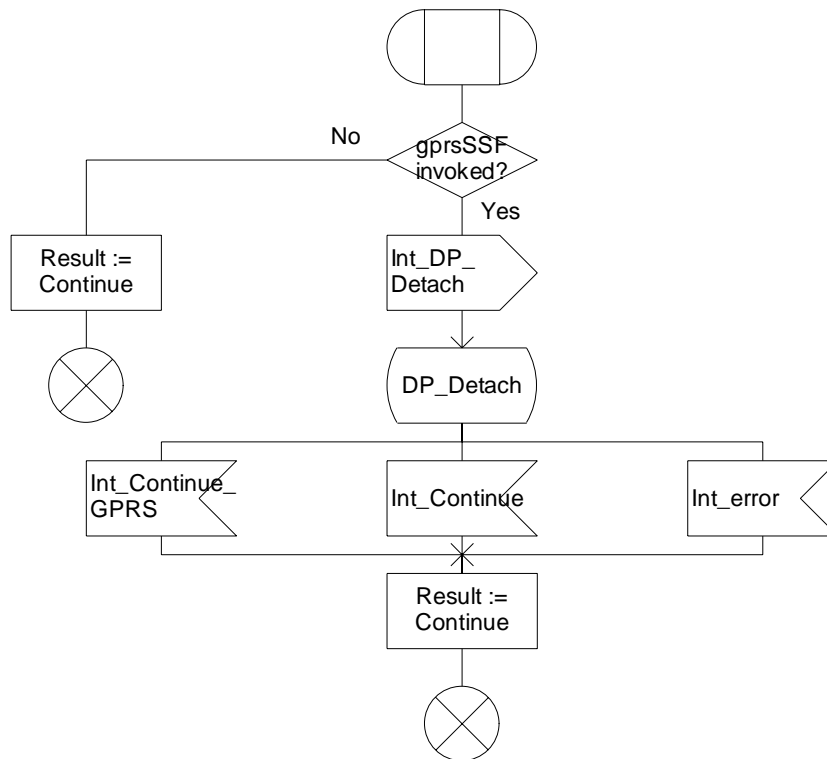 No
gprsSSF
invoked?
Yes
Result :=
Continue
Int_DP_
Detach
DP_Detach
Int_Continue_
GPRS
Int_Continue
Int_error
Result :=
Continue